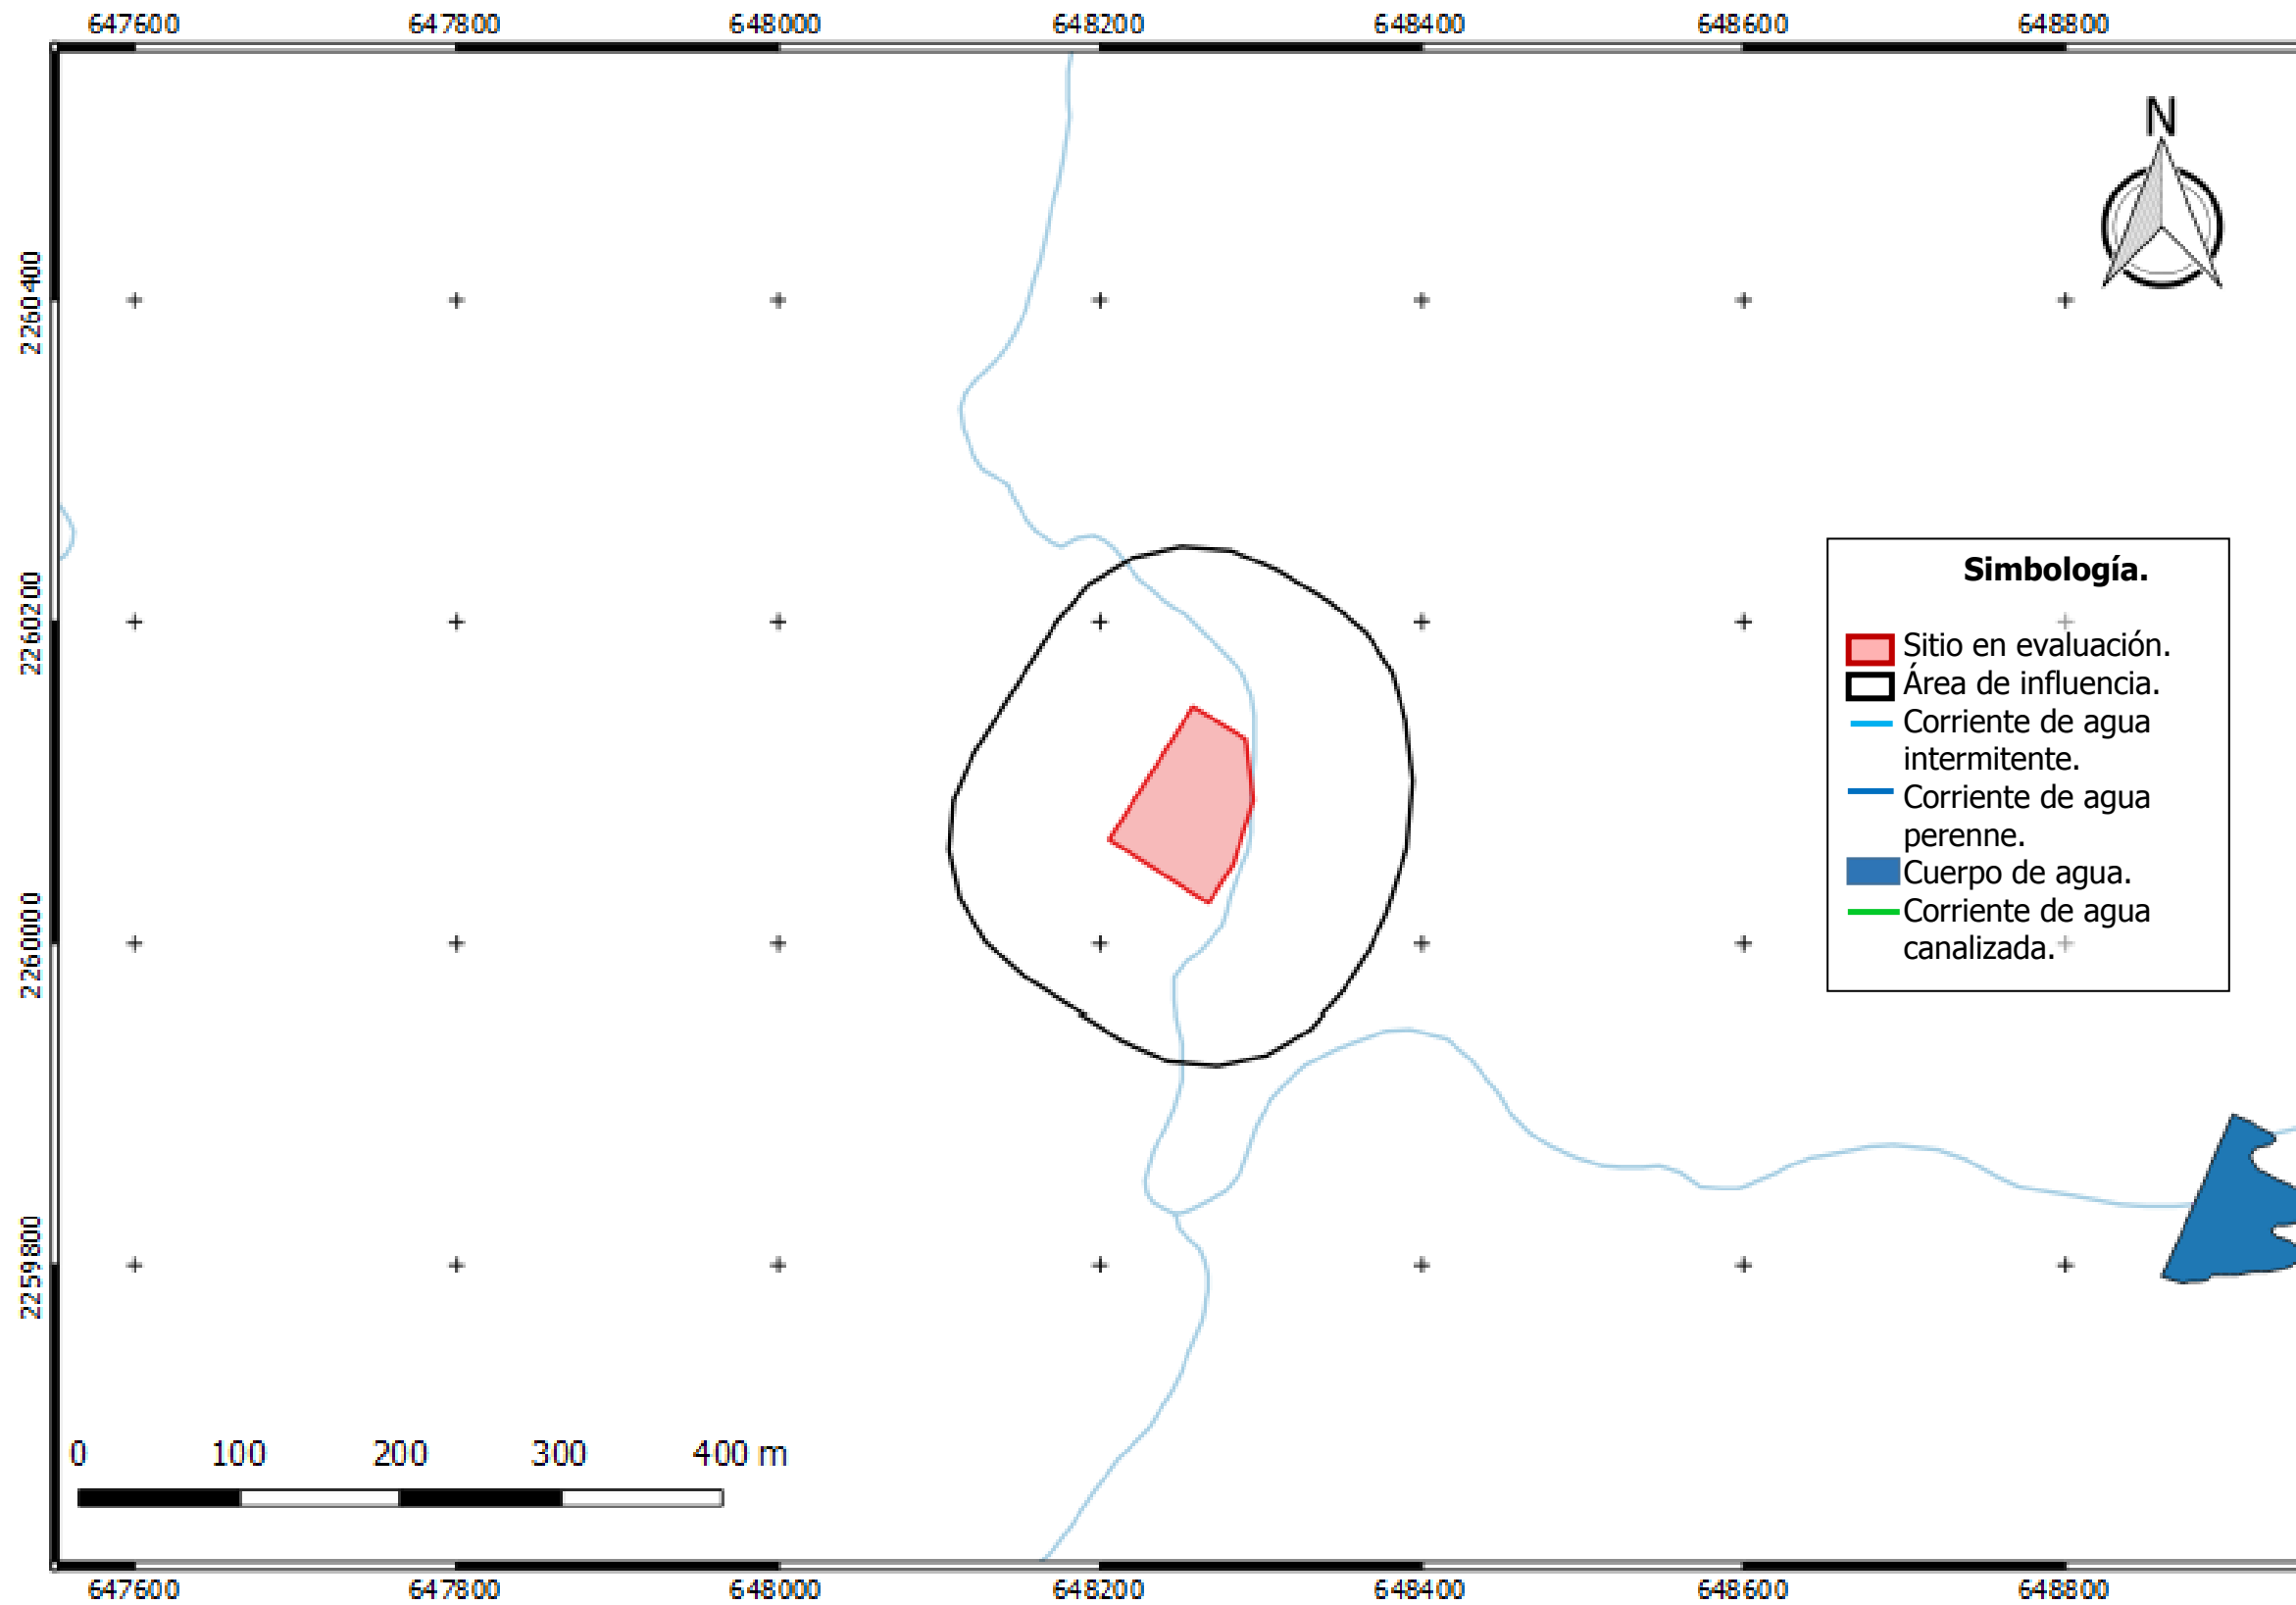 647600 647800 648000 648200 648400 648600 648800
N
2260400
2260200
2260000
2259800
Simbología.
Sitio en evaluación.
Área de influencia.
Corriente de agua
intermitente.
Corriente de agua
perenne.
Cuerpo de agua.
Corriente de agua
canalizada.
0 100 200 300 400 m
647600 647800 648000 648200 648400 648600 648800